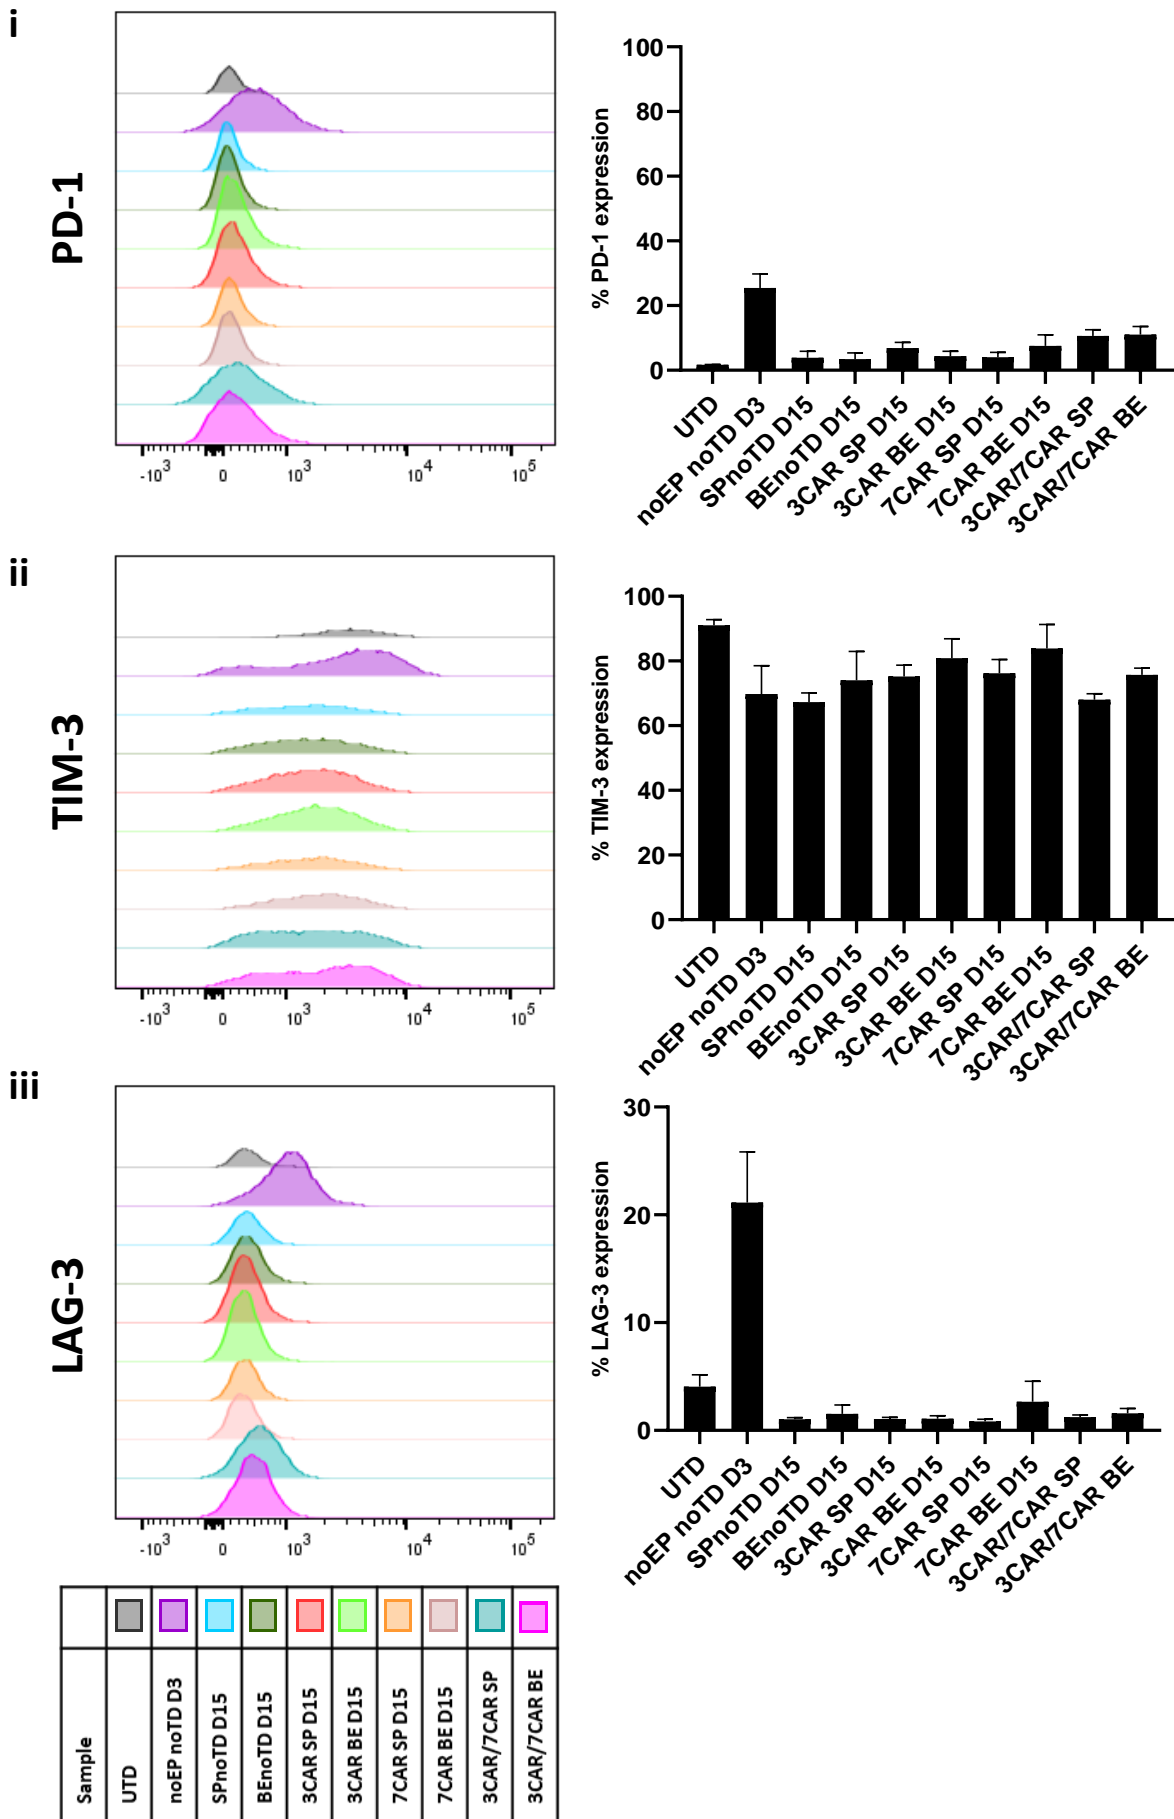 i
PD-1
-10³ 0 10³ 10⁴ 10⁵
% PD-1 expression
100
80
60
40
20
0
UTD
noEP noTD D3
SPnoTD D15
BEnoTD D15
3CAR SP D15
3CAR BE D15
7CAR SP D15
7CAR BE D15
3CAR/7CAR SP
3CAR/7CAR BE
ii
TIM-3
-10³ 0 10³ 10⁴ 10⁵
% TIM-3 expression
100
80
60
40
20
0
UTD
noEP noTD D3
SPnoTD D15
BEnoTD D15
3CAR SP D15
3CAR BE D15
7CAR SP D15
7CAR BE D15
3CAR/7CAR SP
3CAR/7CAR BE
iii
LAG-3
-10³ 0 10³ 10⁴ 10⁵
% LAG-3 expression
30
20
10
0
UTD
noEP noTD D3
SPnoTD D15
BEnoTD D15
3CAR SP D15
3CAR BE D15
7CAR SP D15
7CAR BE D15
3CAR/7CAR SP
3CAR/7CAR BE
Sample
UTD
noEP noTD D3
SPnoTD D15
BEnoTD D15
3CAR SP D15
3CAR BE D15
7CAR SP D15
7CAR BE D15
3CAR/7CAR SP
3CAR/7CAR BE